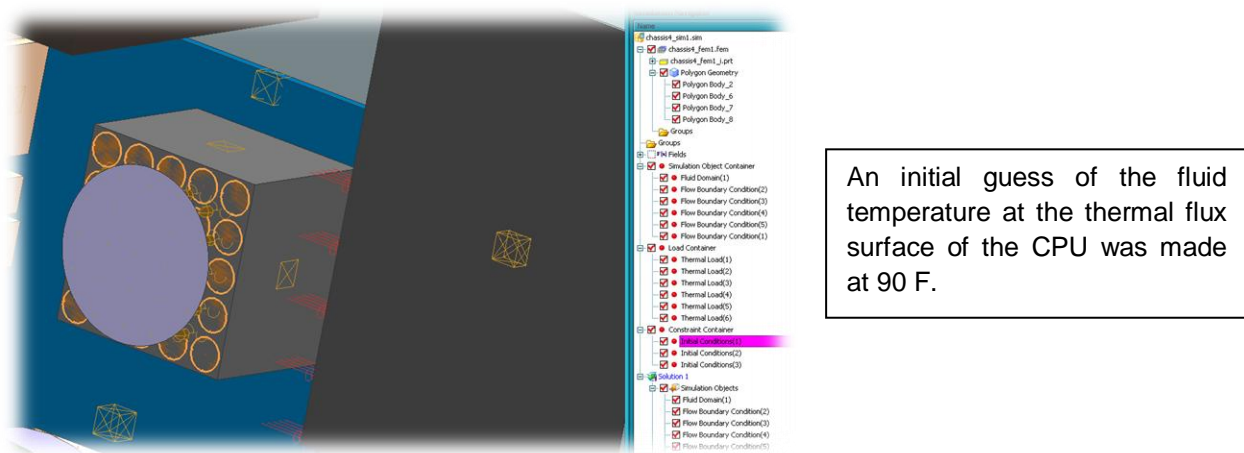 Name
chassis4_sim1.sim
chassis4_fem1.fem
chassis4_fem1_i.prt
Polygon Geometry
Polygon Body_2
Polygon Body_6
Polygon Body_7
Polygon Body_8
Groups
Groups
Fields
Simulation Object Container
Fluid Domain(1)
Flow Boundary Condition(2)
Flow Boundary Condition(3)
Flow Boundary Condition(4)
Flow Boundary Condition(5)
Flow Boundary Condition(1)
Load Container
Thermal Load(1)
Thermal Load(2)
Thermal Load(3)
Thermal Load(4)
Thermal Load(5)
Thermal Load(6)
Constraint Container
Initial Conditions(1)
Initial Conditions(2)
Initial Conditions(3)
Solution 1
Simulation Objects
Fluid Domain(1)
Flow Boundary Condition(2)
Flow Boundary Condition(3)
Flow Boundary Condition(4)
Flow Boundary Condition(5)
An initial guess of the fluid
temperature at the thermal flux
surface of the CPU was made
at 90 F.